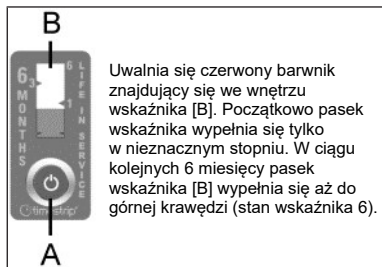 B
6 MONTHS
6
3
1
LIFE IN SERVICE
timestrip
A
Uwalnia się czerwony barwnik
znajdujący się we wnętrzu
wskaźnika [B]. Początkowo pasek
wskaźnika wypełnia się tylko
w nieznacznym stopniu. W ciągu
kolejnych 6 miesięcy pasek
wskaźnika [B] wypełnia się aż do
górnej krawędzi (stan wskaźnika 6).